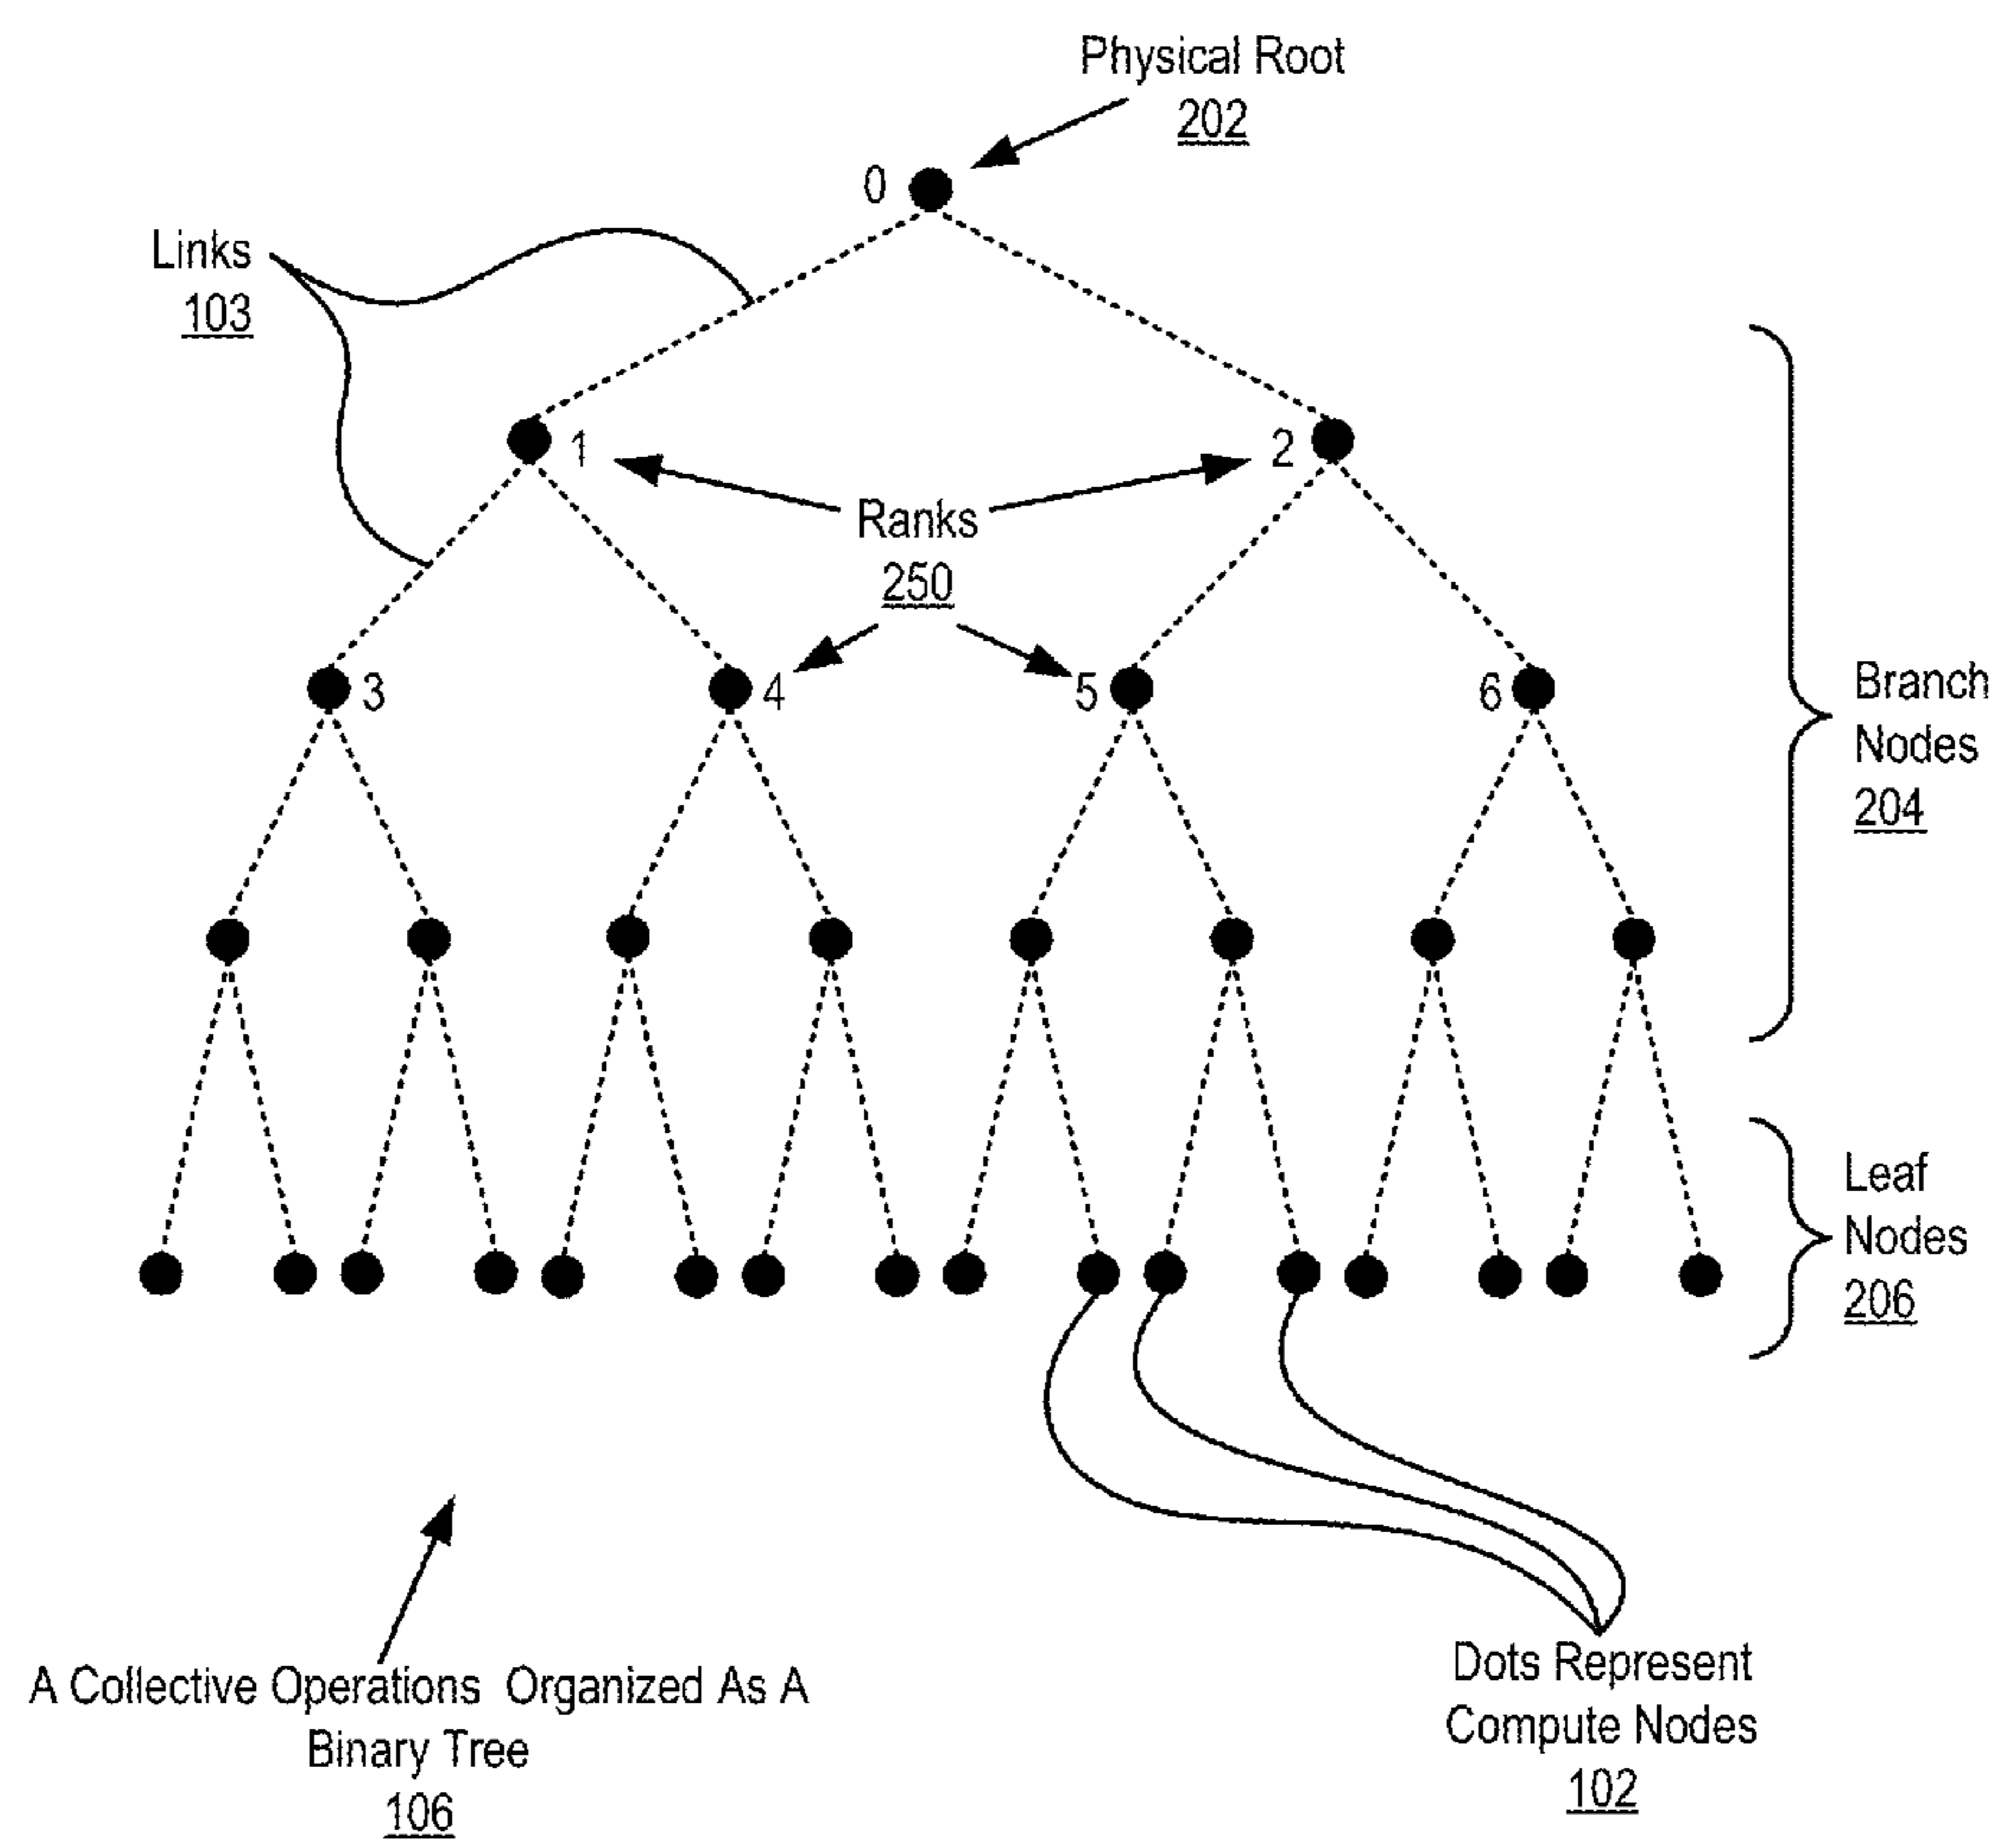 Physical Root
202
0
Links
103
1
2
Ranks
250
3
4
5
6
Branch
Nodes
204
Leaf
Nodes
206
A Collective Operations Organized As A
Binary Tree
106
Dots Represent
Compute Nodes
102